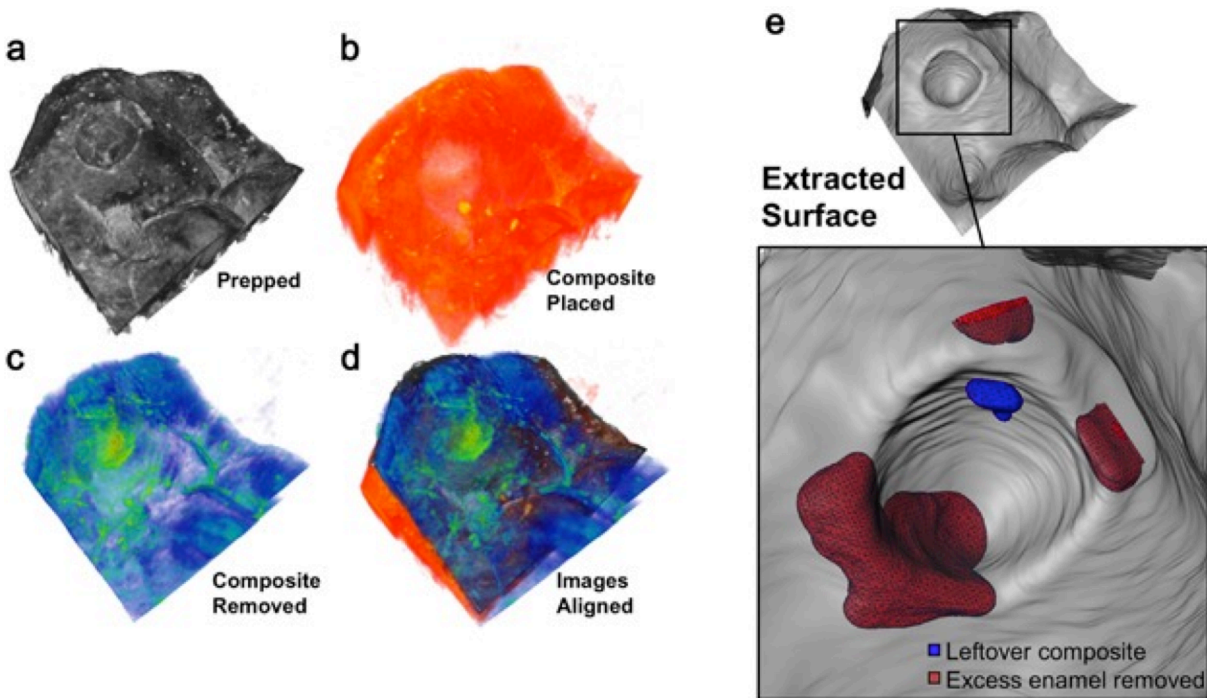 a
Prepped
b
Composite
Placed
c
Composite
Removed
d
Images
Aligned
e
Extracted
Surface
Leftover composite
Excess enamel removed